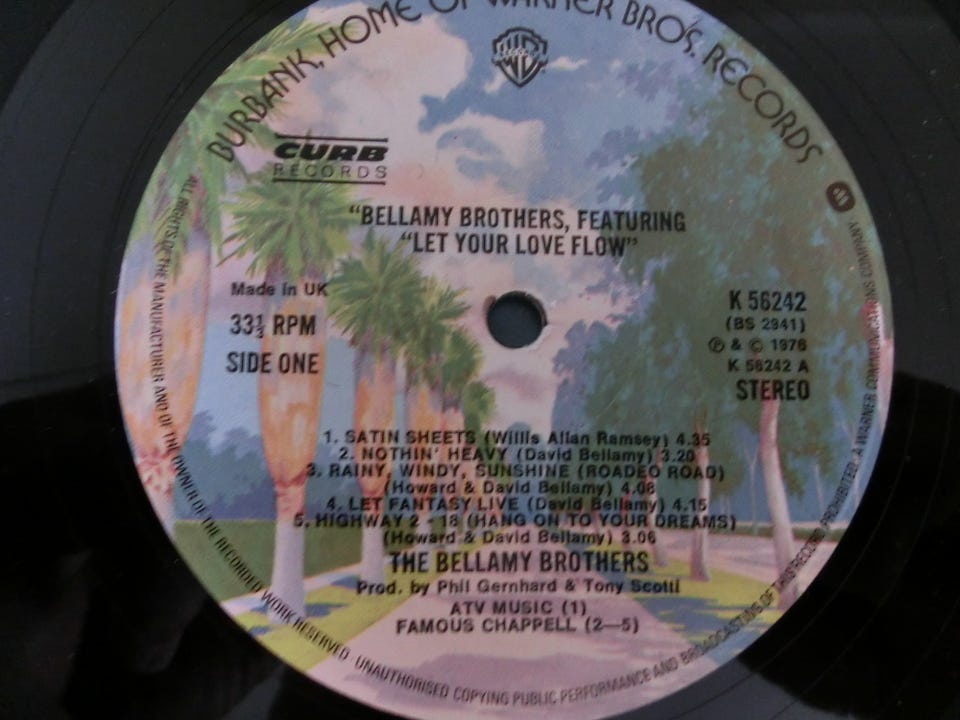 BURBANK, HOME OF WARNER BROS. RECORDS
CURB
RECORDS
"BELLAMY BROTHERS, FEATURING
"LET YOUR LOVE FLOW"
Made in UK
33⅓ RPM
SIDE ONE
K 56242
(BS 2941)
Ⓟ & © 1976
K 56242 A
STEREO
1. SATIN SHEETS (Willis Allan Ramsey) 4.35
2. NOTHIN' HEAVY (David Bellamy) 3.20
3. RAINY, WINDY, SUNSHINE (ROADEO ROAD)
(Howard & David Bellamy) 4.08
4. LET FANTASY LIVE (David Bellamy) 4.15
5. HIGHWAY 2 - 18 (HANG ON TO YOUR DREAMS)
(Howard & David Bellamy) 3.06
THE BELLAMY BROTHERS
Prod. by Phil Gernhard & Tony Scotti
ATV MUSIC (1)
FAMOUS CHAPPELL (2—5)
ALL RIGHTS OF THE MANUFACTURER AND OF THE OWNER OF THE RECORDED WORK RESERVED · UNAUTHORISED COPYING PUBLIC PERFORMANCE AND BROADCASTING OF THIS RECORD PROHIBITED · A WARNER COMMUNICATIONS COMPANY